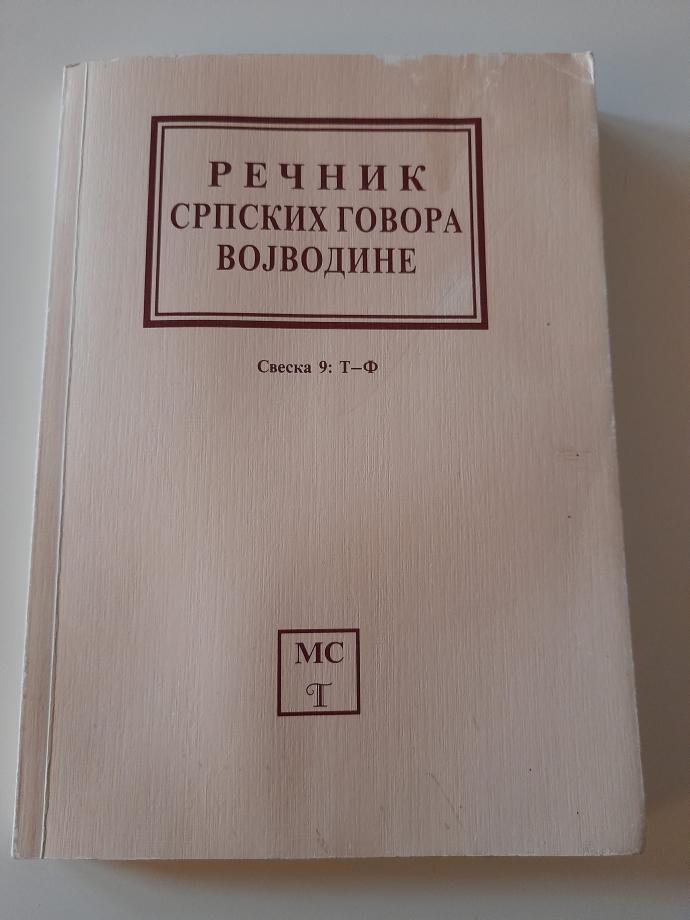 РЕЧНИК
СРПСКИХ ГОВОРА
ВОЈВОДИНЕ
Свеска 9: Т–Ф
МС
Т